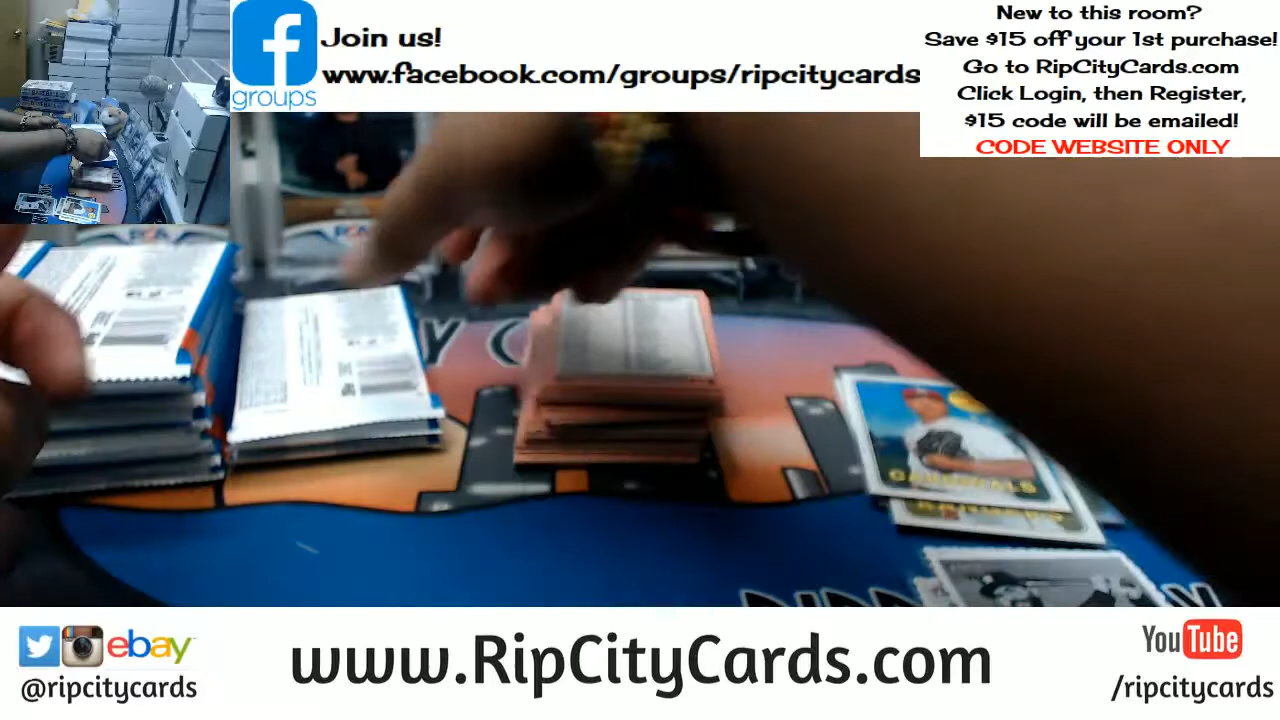 f
groups
Join us!
www.facebook.com/groups/ripcitycards
New to this room?
Save $15 off your 1st purchase!
Go to RipCityCards.com
Click Login, then Register,
$15 code will be emailed!
CODE WEBSITE ONLY
CARDINALS
ebay
@ripcitycards
www.RipCityCards.com
You Tube
/ripcitycards